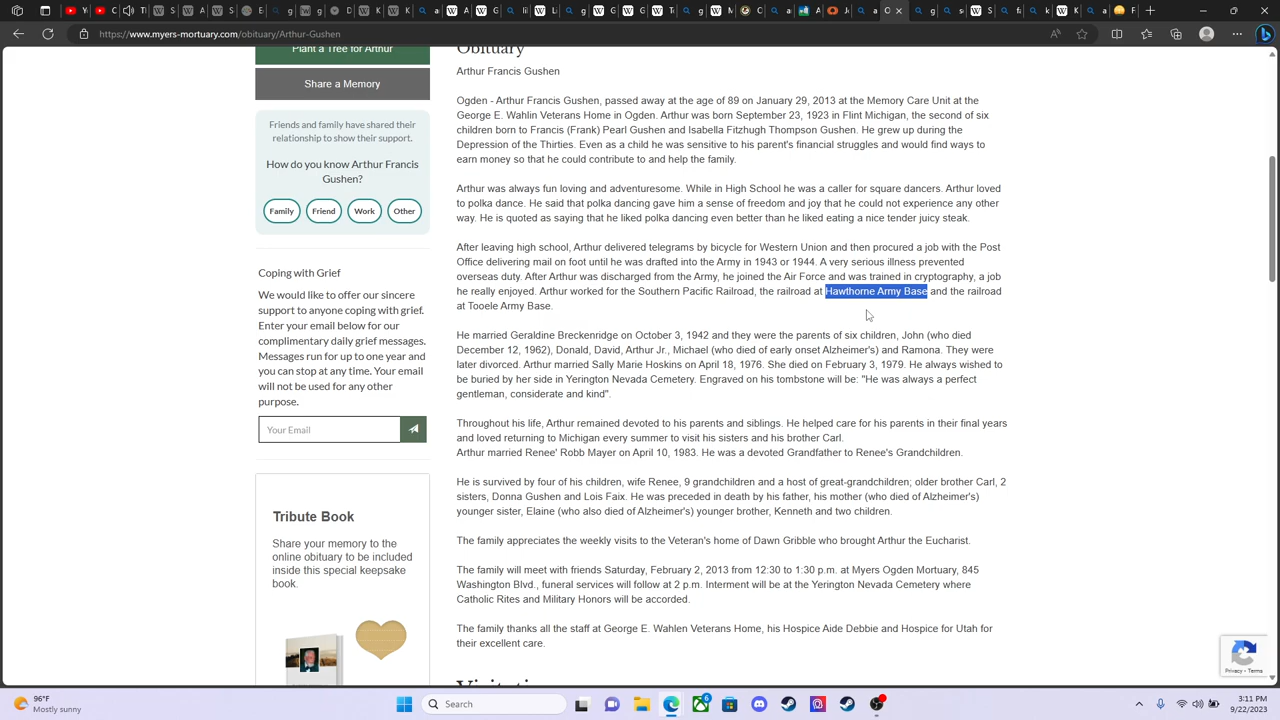 https://www.myers-mortuary.com/obituary/Arthur-Gushen
Plant a Tree for Arthur
Share a Memory
Friends and family have shared their
relationship to show their support.
How do you know Arthur Francis
Gushen?
Family Friend Work Other
Coping with Grief
We would like to offer our sincere
support to anyone coping with grief.
Enter your email below for our
complimentary daily grief messages.
Messages run for up to one year and
you can stop at any time. Your email
will not be used for any other
purpose.
Your Email
Tribute Book
Share your memory to the
online obituary to be included
inside this special keepsake
book.
Obituary
Arthur Francis Gushen
Ogden - Arthur Francis Gushen, passed away at the age of 89 on January 29, 2013 at the Memory Care Unit at the
George E. Wahlin Veterans Home in Ogden. Arthur was born September 23, 1923 in Flint Michigan, the second of six
children born to Francis (Frank) Pearl Gushen and Isabella Fitzhugh Thompson Gushen. He grew up during the
Depression of the Thirties. Even as a child he was sensitive to his parent's financial struggles and would find ways to
earn money so that he could contribute to and help the family.
Arthur was always fun loving and adventuresome. While in High School he was a caller for square dancers. Arthur loved
to polka dance. He said that polka dancing gave him a sense of freedom and joy that he could not experience any other
way. He is quoted as saying that he liked polka dancing even better than he liked eating a nice tender juicy steak.
After leaving high school, Arthur delivered telegrams by bicycle for Western Union and then procured a job with the Post
Office delivering mail on foot until he was drafted into the Army in 1943 or 1944. A very serious illness prevented
overseas duty. After Arthur was discharged from the Army, he joined the Air Force and was trained in cryptography, a job
he really enjoyed. Arthur worked for the Southern Pacific Railroad, the railroad at Hawthorne Army Base and the railroad
at Tooele Army Base.
He married Geraldine Breckenridge on October 3, 1942 and they were the parents of six children, John (who died
December 12, 1962), Donald, David, Arthur Jr., Michael (who died of early onset Alzheimer's) and Ramona. They were
later divorced. Arthur married Sally Marie Hoskins on April 18, 1976. She died on February 3, 1979. He always wished to
be buried by her side in Yerington Nevada Cemetery. Engraved on his tombstone will be: "He was always a perfect
gentleman, considerate and kind".
Throughout his life, Arthur remained devoted to his parents and siblings. He helped care for his parents in their final years
and loved returning to Michigan every summer to visit his sisters and his brother Carl.
Arthur married Renee' Robb Mayer on April 10, 1983. He was a devoted Grandfather to Renee's Grandchildren.
He is survived by four of his children, wife Renee, 9 grandchildren and a host of great-grandchildren; older brother Carl, 2
sisters, Donna Gushen and Lois Faix. He was preceded in death by his father, his mother (who died of Alzheimer's)
younger sister, Elaine (who also died of Alzheimer's) younger brother, Kenneth and two children.
The family appreciates the weekly visits to the Veteran's home of Dawn Gribble who brought Arthur the Eucharist.
The family will meet with friends Saturday, February 2, 2013 from 12:30 to 1:30 p.m. at Myers Ogden Mortuary, 845
Washington Blvd., funeral services will follow at 2 p.m. Interment will be at the Yerington Nevada Cemetery where
Catholic Rites and Military Honors will be accorded.
The family thanks all the staff at George E. Wahlen Veterans Home, his Hospice Aide Debbie and Hospice for Utah for
their excellent care.
Privacy - Terms
96°F
Mostly sunny
Search
6
3:11 PM
9/22/2023